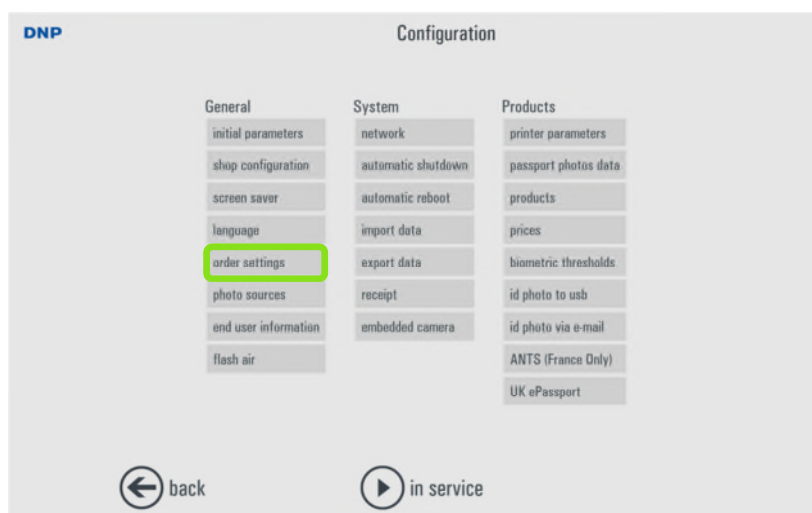 DNP
Configuration
General
initial parameters
shop configuration
screen saver
language
order settings
photo sources
end user information
flash air
System
network
automatic shutdown
automatic reboot
import data
export data
receipt
embedded camera
Products
printer parameters
passport photos data
products
prices
biometric thresholds
id photo to usb
id photo via e-mail
ANTS (France Only)
UK ePassport
back
in service